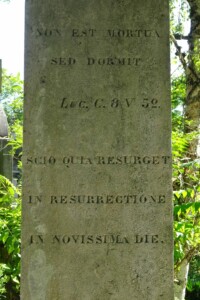 NON EST MORTUA
SED DORMIT
Luc, C. 8 V 52.
SCIO QUIA RESURGET
IN RESURRECTIONE
IN NOVISSIMA DIE.